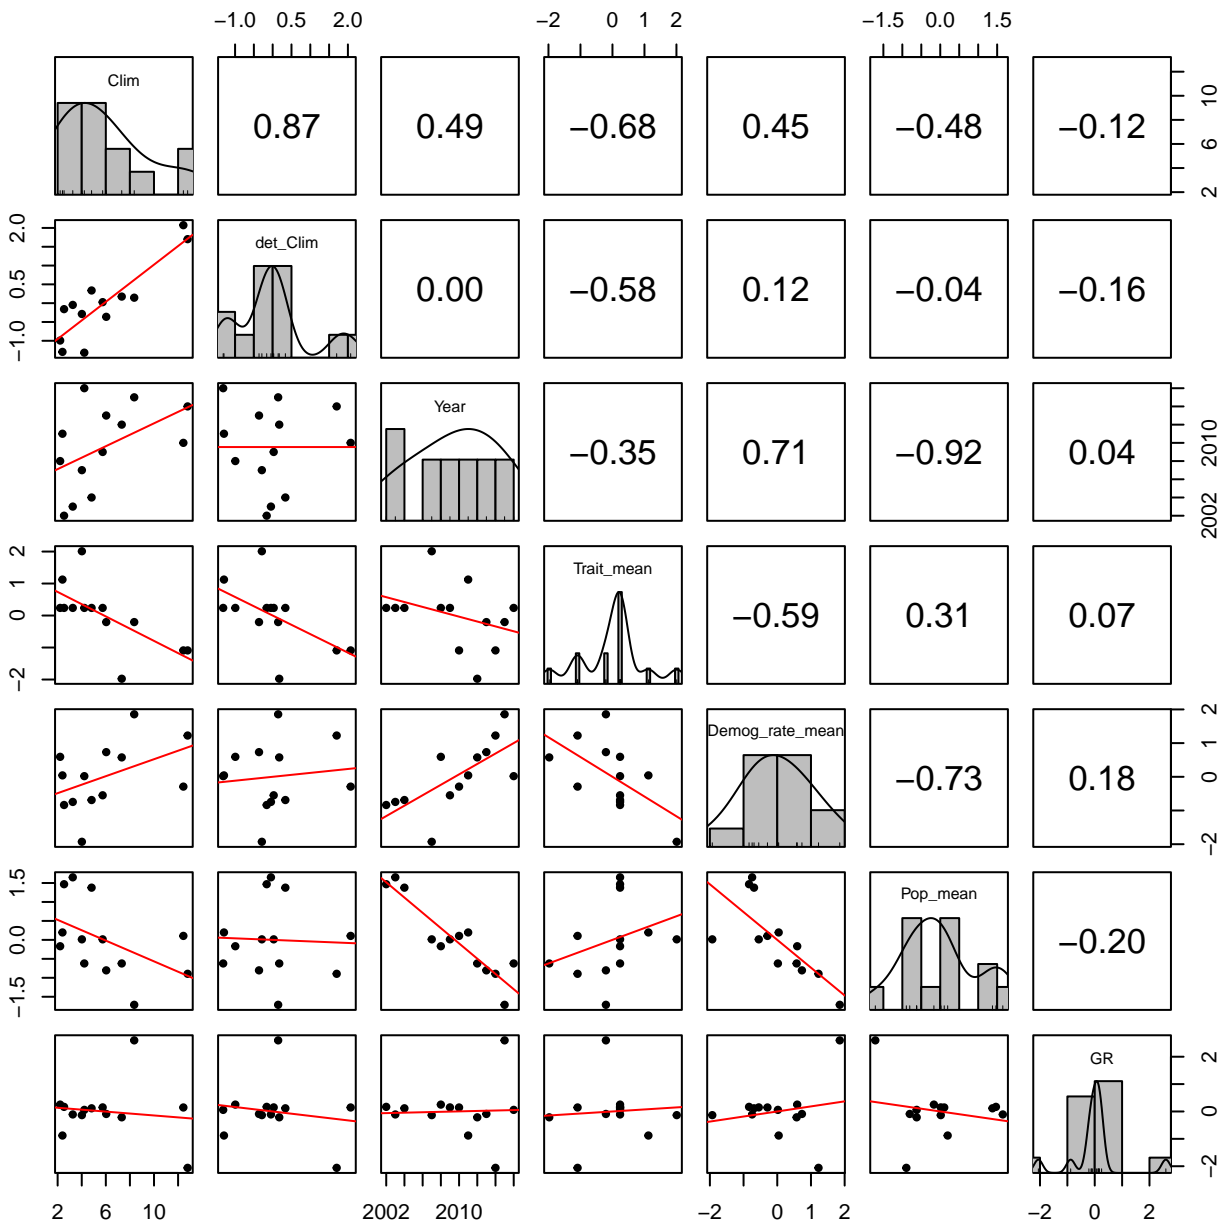 −1.0 0.5 2.0 −2 0 1 2 −1.5 0.0 1.5
Clim 0.87 0.49 −0.68 0.45 −0.48 −0.12
2 6 10
−1.0 0.5 2.0
det_Clim 0.00 −0.58 0.12 −0.04 −0.16
Year −0.35 0.71 −0.92 0.04
2002 2010
−2 0 1 2
Trait_mean −0.59 0.31 0.07
Demog_rate_mean −0.73 0.18
−2 0 1 2
−1.5 0.0 1.5
Pop_mean −0.20
GR
−2 0 1 2
2 6 10 2002 2010 −2 0 1 2 −2 0 1 2